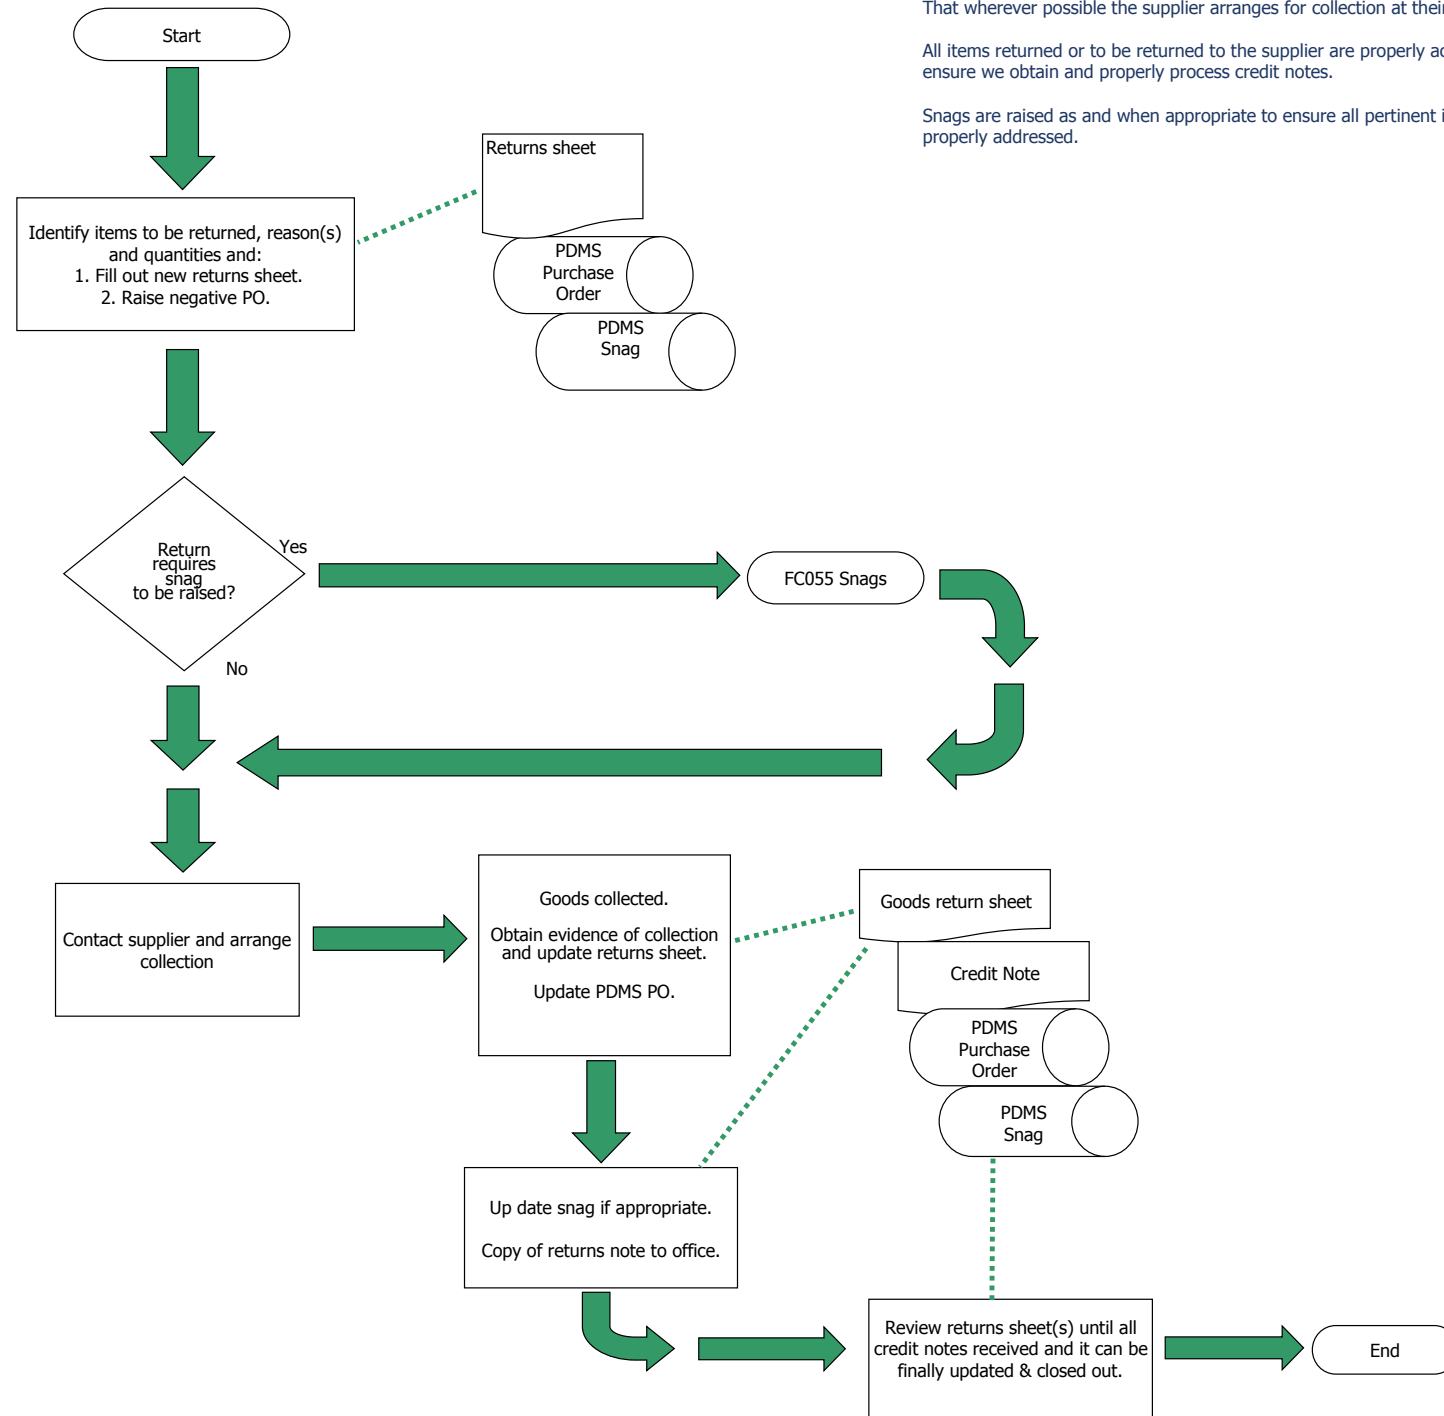 That wherever possible the supplier arranges for collection at their
All items returned or to be returned to the supplier are properly
ensure we obtain and properly process credit notes.
Snags are raised as and when appropriate to ensure all pertinent
properly addressed.
Start
Returns sheet
Identify items to be returned, reason(s)
and quantities and:
1. Fill out new returns sheet.
2. Raise negative PO.
PDMS
Purchase
Order
PDMS
Snag
Return
requires
snag
to be raised?
Yes
No
FC055 Snags
Contact supplier and arrange
collection
Goods collected.
Obtain evidence of collection
and update returns sheet.
Update PDMS PO.
Goods return sheet
Credit Note
PDMS
Purchase
Order
PDMS
Snag
Up date snag if appropriate.
Copy of returns note to office.
Review returns sheet(s) until all
credit notes received and it can be
finally updated & closed out.
End